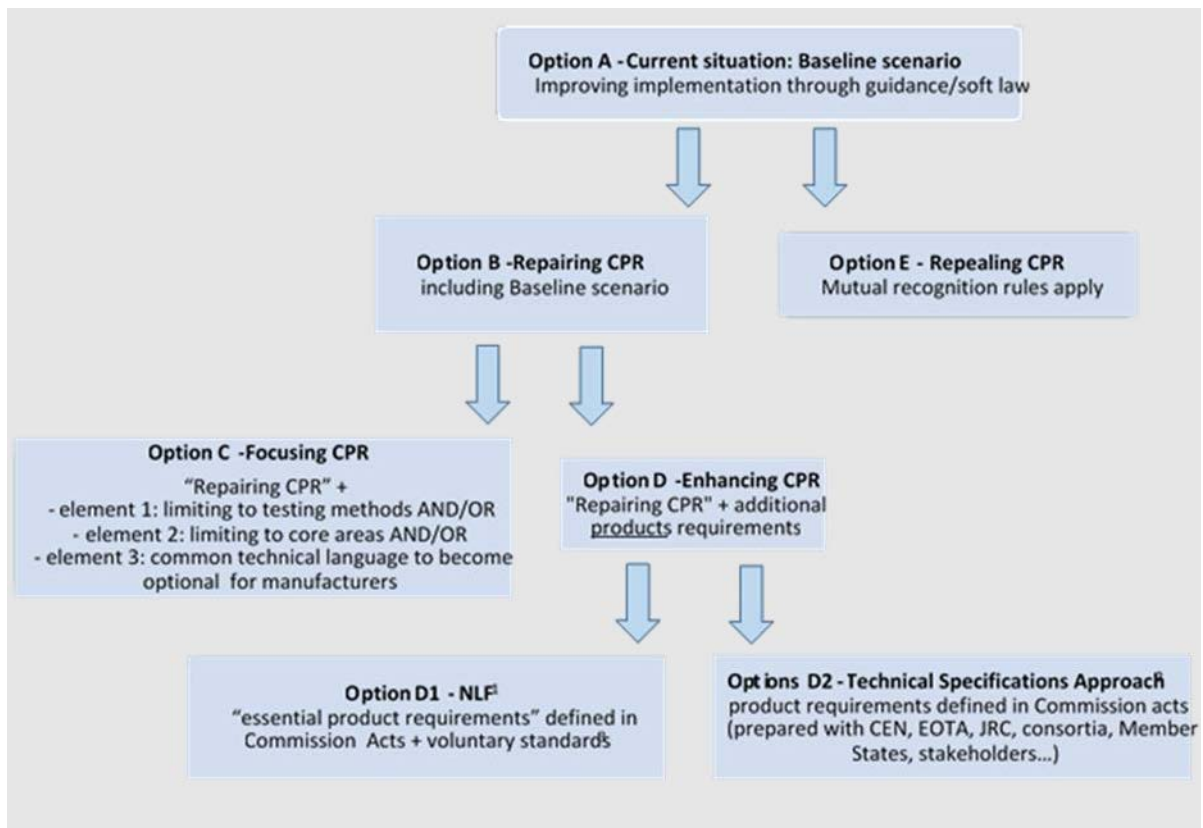 Option A - Current situation: Baseline scenario
Improving implementation through guidance/soft law
Option B -Repairing CPR
including Baseline scenario
Option E - Repealing CPR
Mutual recognition rules apply
Option C -Focusing CPR
“Repairing CPR” +
- element 1: limiting to testing methods AND/OR
- element 2: limiting to core areas AND/OR
- element 3: common technical language to become
optional for manufacturers
Option D -Enhancing CPR
"Repairing CPR" + additional
products requirements
Option D1 - NLF
“essential product requirements” defined in
Commission Acts + voluntary standards
Options D2 - Technical Specifications Approach
product requirements defined in Commission acts
(prepared with CEN, EOTA, JRC, consortia, Member
States, stakeholders...)